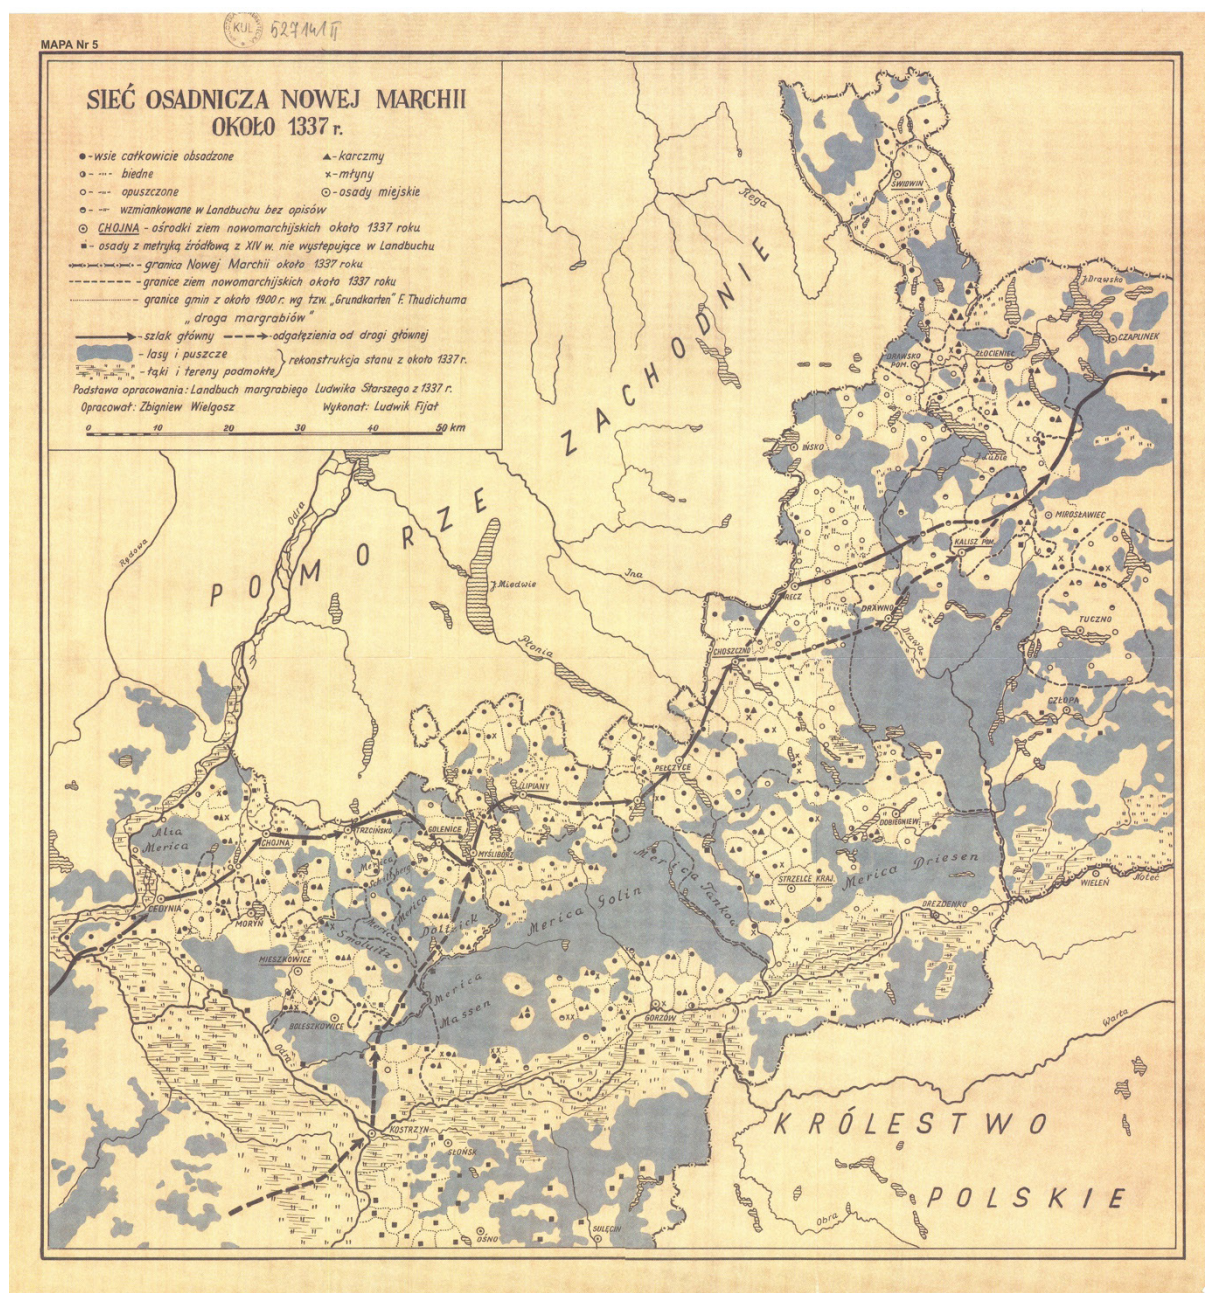 KUL 527141 II
MAPA Nr 5
SIEĆ OSADNICZA NOWEJ MARCHII
OKOŁO 1337 r.
- wsie całkowicie obsadzone
- karczmy
- biedne
- młyny
- opuszczone
- osady miejskie
- wzmiankowane w Landbuchu bez opisów
CHOJNA - ośrodki ziem nowomarchijskich około 1337 roku
- osady z metryką źródłową z XIV w. nie występujące w Landbuchu
- granica Nowej Marchii około 1337 roku
- granice ziem nowomarchijskich około 1337 roku
- granice gmin z około 1900 r. wg tzw. „Grundkarten" F. Thudichuma
„droga margrabiów"
- szlak główny
- odgałęzienia od drogi głównej
- lasy i puszcze
- łąki i tereny podmokłe
rekonstrukcja stanu z około 1337 r.
Podstawa opracowania: Landbuch margrabiego Ludwika Starszego z 1337 r.
Opracował: Zbigniew Wielgosz
Wykonał: Ludwik Fijał
0 10 20 30 40 50 km
POMORZE
ZACHODNIE
KRÓLESTWO
POLSKIE
ŚWIDWIN
Rega
J. Drawsko
CZAPLINEK
ZŁOCIENIEC
DRAWSKO
POM.
IŃSKO
J. Lubie
MIROSŁAWIEC
KALISZ POM.
Odra
J. Miedwie
Ina
Płonia
RECZ
DRAWNO
Drawa
TUCZNO
CHOSZCZNO
CZŁOPA
PEŁCZYCE
LIPIANY
DOBIEGNIEW
TRZCIŃSKO
GOLENICE
MYŚLIBÓRZ
CHOJNA
Alia
Merica
CEDYNIA
MORYŃ
Merica
Merica
Merica
Smolnitz
Doltzick
Merica Golin
Mericja Tankow
STRZELCE KRAJ.
Merica Driesen
WIELEŃ
Noteć
DREZDENKO
MIESZKOWICE
Merica
Massen
BOLESZKOWICE
GORZÓW
Odra
Warta
KOSTRZYN
SŁOŃSK
OŚNO
SULĘCIN
Obra